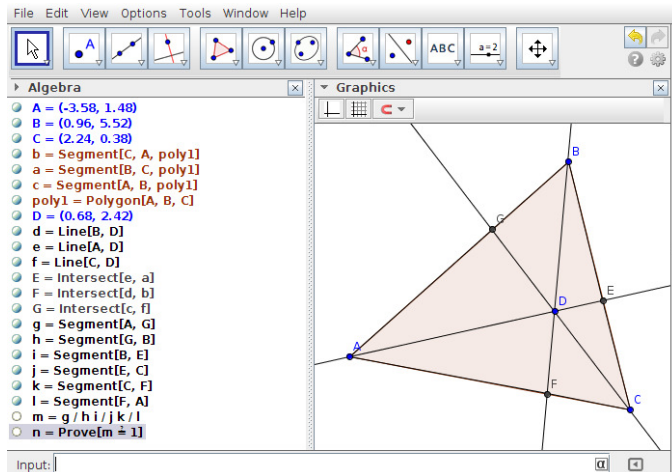 File Edit View Options Tools Window Help
A
α
ABC
a=2
Algebra
A = (-3.58, 1.48)
B = (0.96, 5.52)
C = (2.24, 0.38)
b = Segment[C, A, poly1]
a = Segment[B, C, poly1]
c = Segment[A, B, poly1]
poly1 = Polygon[A, B, C]
D = (0.68, 2.42)
d = Line[B, D]
e = Line[A, D]
f = Line[C, D]
E = Intersect[e, a]
F = Intersect[d, b]
G = Intersect[c, f]
g = Segment[A, G]
h = Segment[G, B]
i = Segment[B, E]
j = Segment[E, C]
k = Segment[C, F]
l = Segment[F, A]
m = g / h i / j k / l
n = Prove[m ≟ 1]
Graphics
B
G
E
D
A
F
C
Input:
α